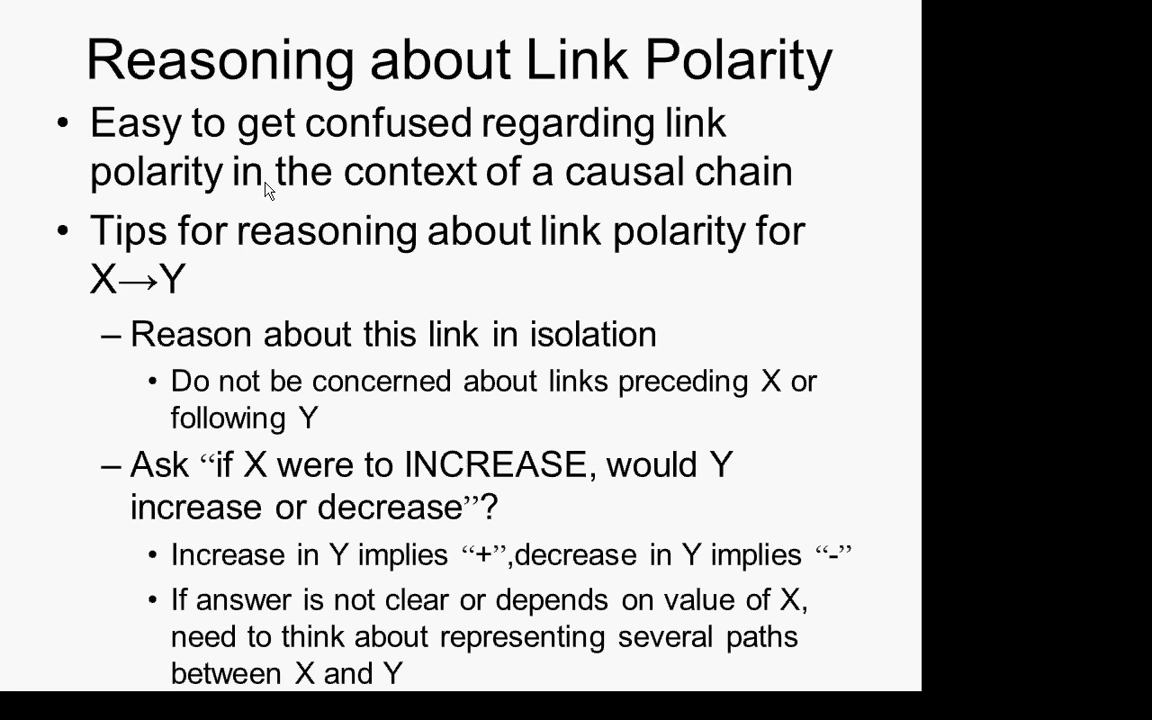 Reasoning about Link Polarity
• Easy to get confused regarding link
polarity in the context of a causal chain
• Tips for reasoning about link polarity for
X→Y
– Reason about this link in isolation
• Do not be concerned about links preceding X or
following Y
– Ask “if X were to INCREASE, would Y
increase or decrease”?
• Increase in Y implies “+”,decrease in Y implies “-”
• If answer is not clear or depends on value of X,
need to think about representing several paths
between X and Y